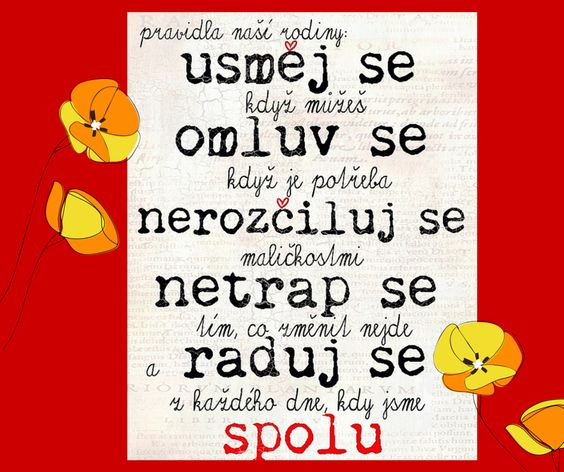 pravidla naší rodiny:
usměj se
když můžeš
omluv se
když je potřeba
nerozčiluj se
maličkostmi
netrap se
tím, co změnit nejde
a raduj se
z každého dne, kdy jsme
spolu